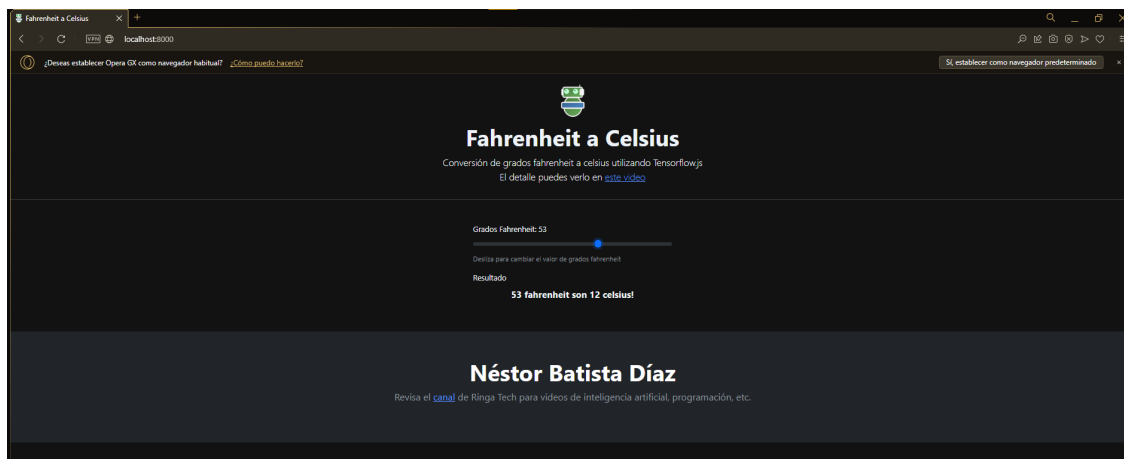 Fahrenheit a Celsius
VPN localhost:8000
¿Deseas establecer Opera GX como navegador habitual? ¿Cómo puedo hacerlo? Sí, establecer como navegador predeterminado
Fahrenheit a Celsius
Conversión de grados fahrenheit a celsius utilizando Tensorflow.js
El detalle puedes verlo en este video
Grados Fahrenheit: 53
Desliza para cambiar el valor de grados fahrenheit
Resultado
53 fahrenheit son 12 celsius!
Néstor Batista Díaz
Revisa el canal de Ringa Tech para videos de inteligencia artificial, programación, etc.